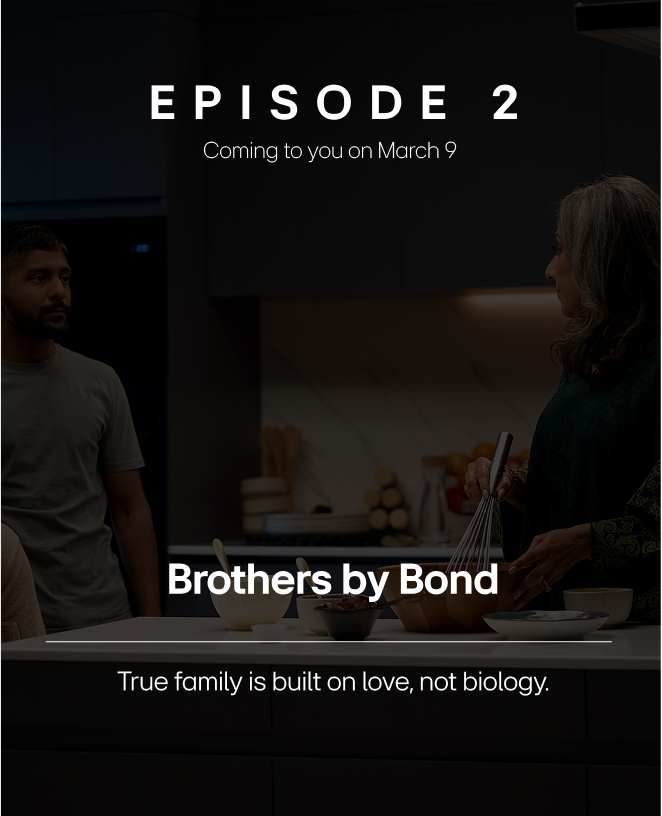 EPISODE 2
Coming to you on March 9
Brothers by Bond
True family is built on love, not biology.